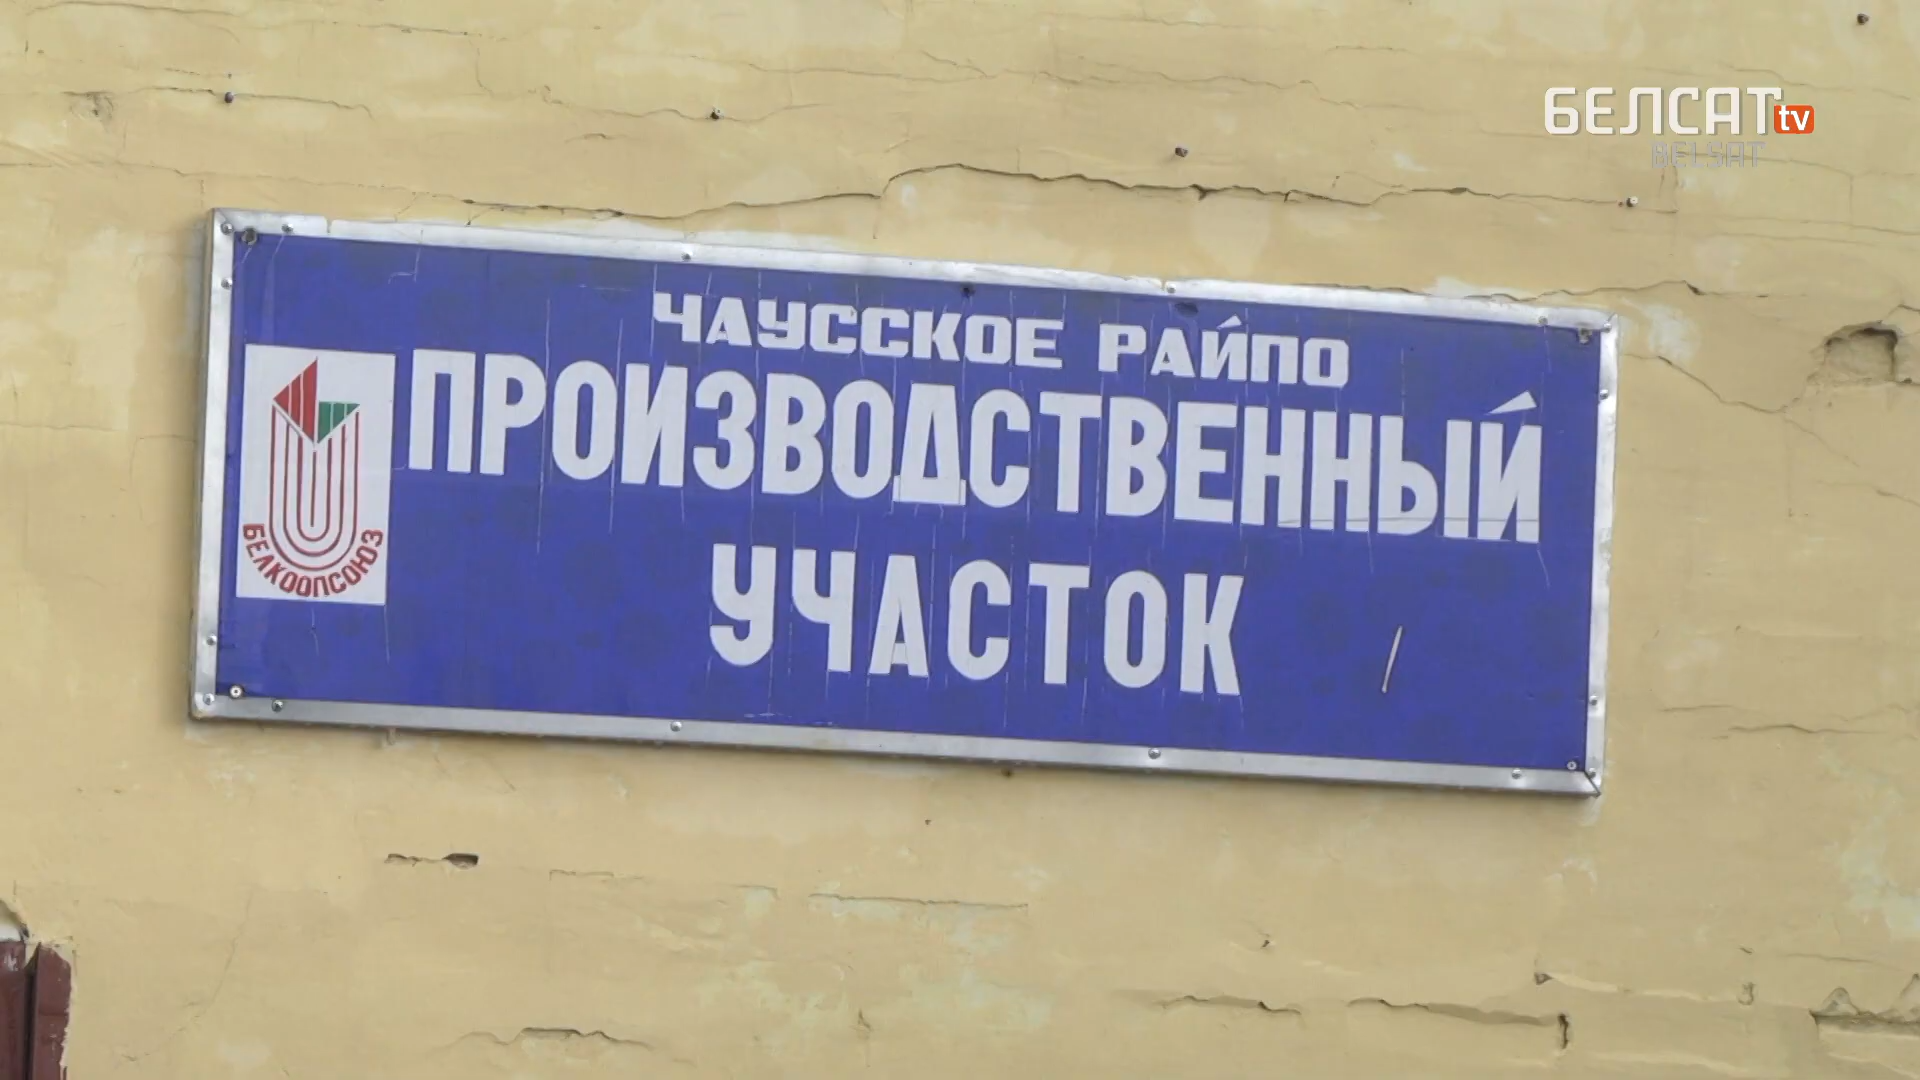 БЕЛСАТ tv
BELSAT
ЧАУССКОЕ РАЙПО
ПРОИЗВОДСТВЕННЫЙ
УЧАСТОК
БЕЛКООПСОЮЗ